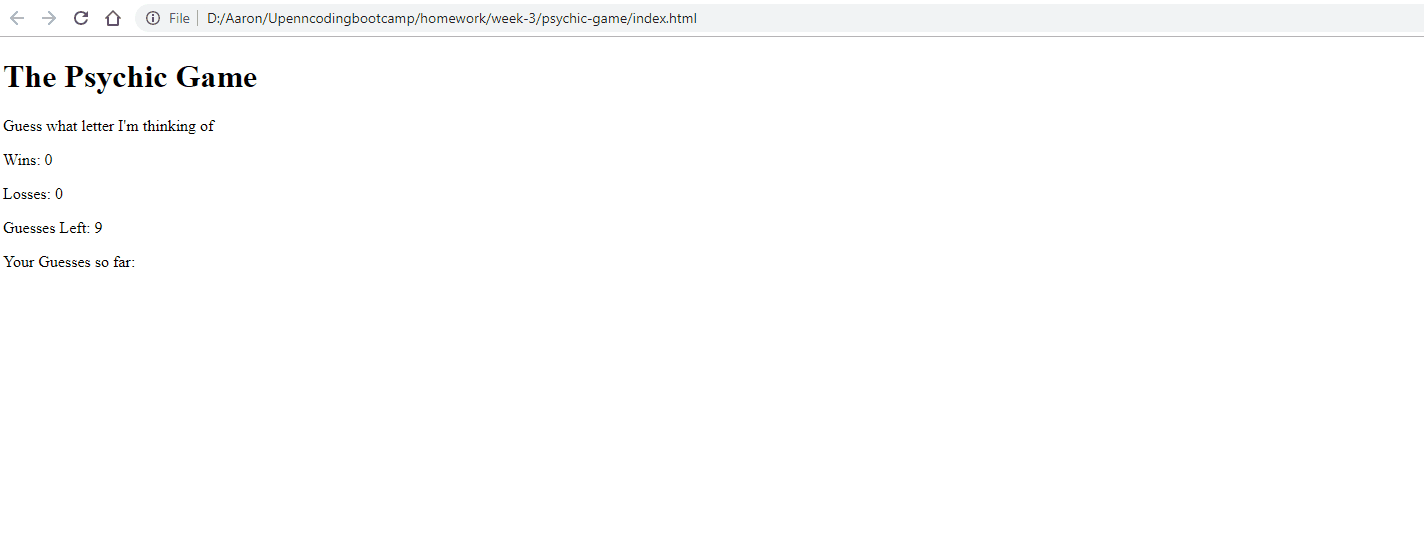 File D:/Aaron/Upenncodingbootcamp/homework/week-3/psychic-game/index.html
The Psychic Game
Guess what letter I'm thinking of
Wins: 0
Losses: 0
Guesses Left: 9
Your Guesses so far: